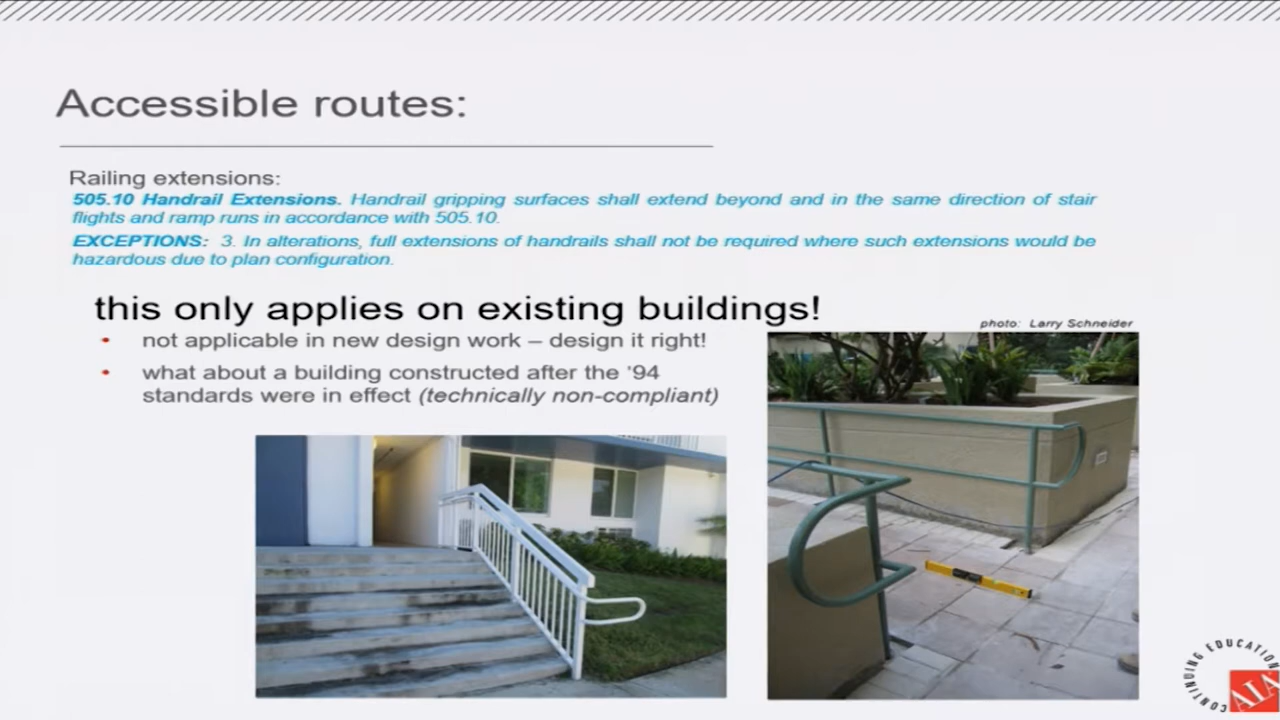 Accessible routes:
Railing extensions:
505.10 Handrail Extensions. Handrail gripping surfaces shall extend beyond and in the same direction of stair
flights and ramp runs in accordance with 505.10.
EXCEPTIONS: 3. In alterations, full extensions of handrails shall not be required where such extensions would be
hazardous due to plan configuration.
this only applies on existing buildings!
photo: Larry Schneider
• not applicable in new design work – design it right!
• what about a building constructed after the '94
standards were in effect (technically non-compliant)
CONTINUING EDUCATION
AIA